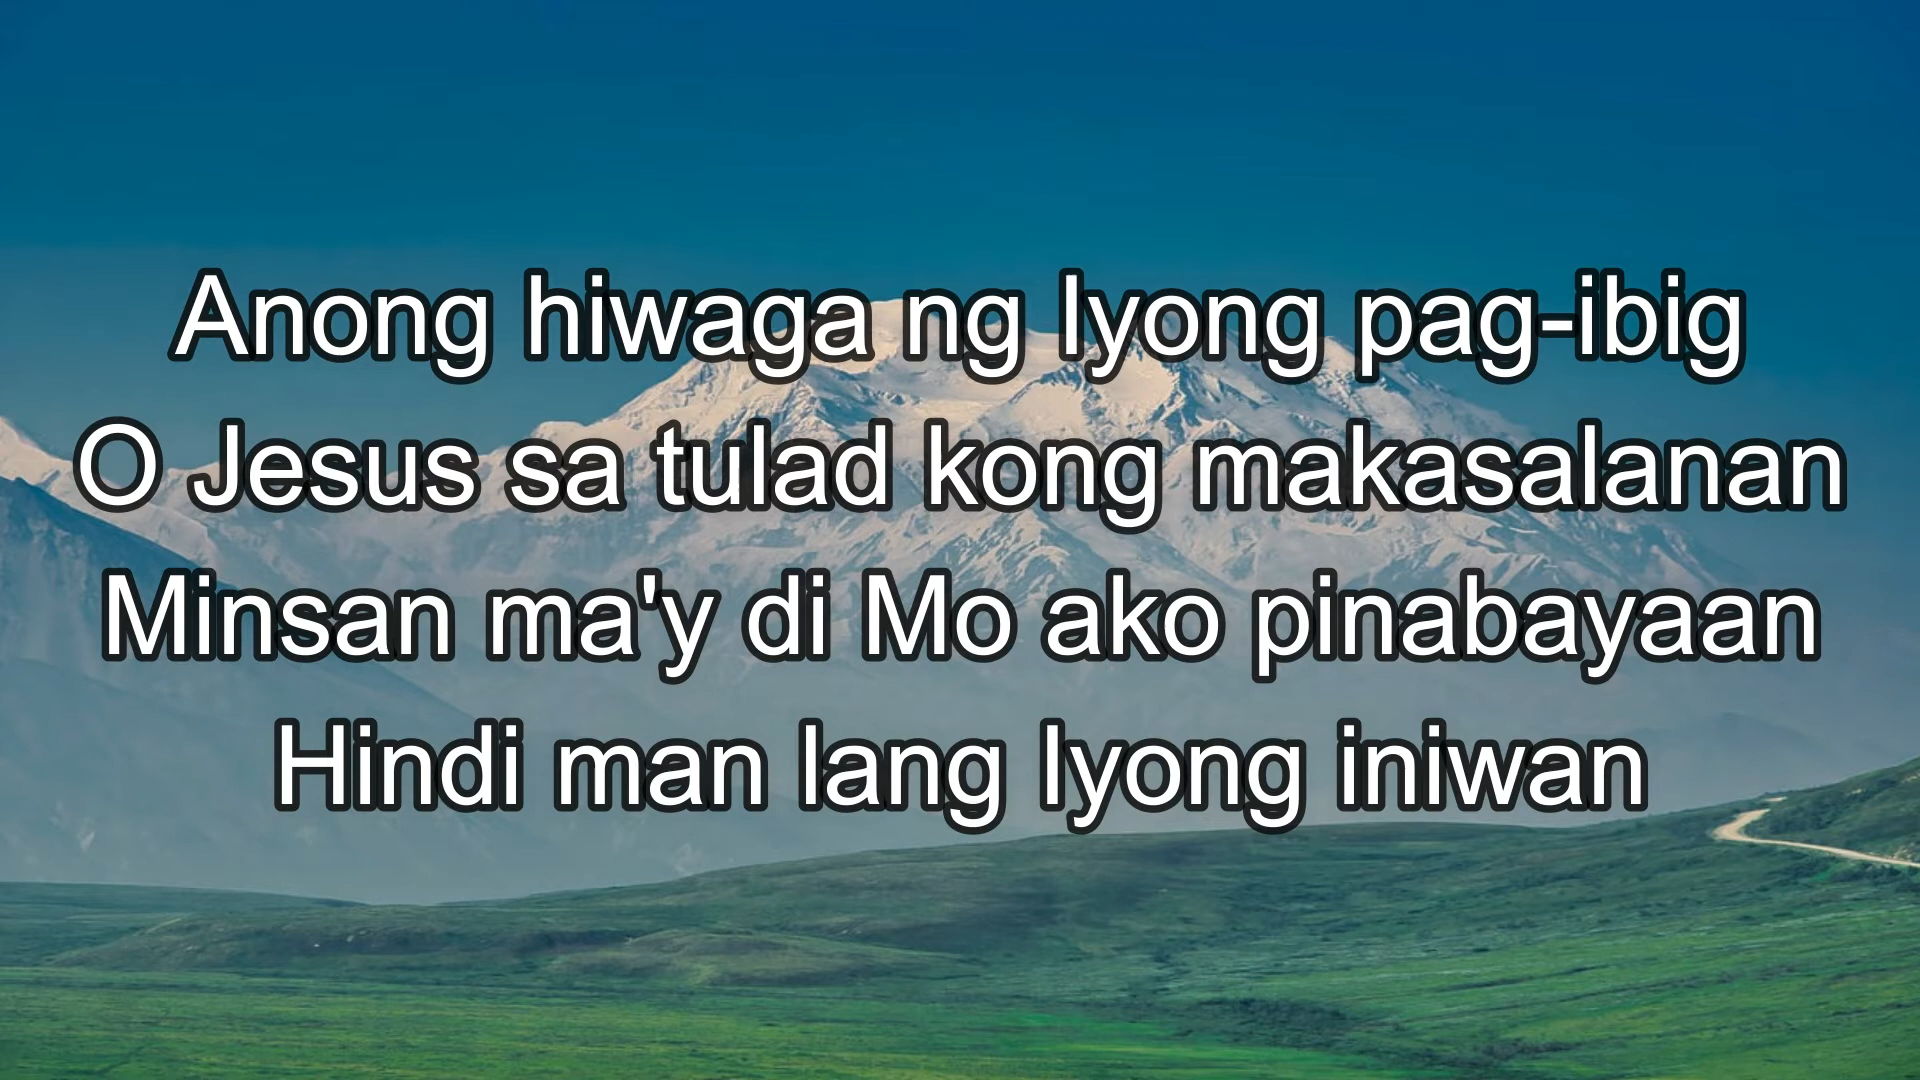 Anong hiwaga ng Iyong pag-ibig
O Jesus sa tulad kong makasalanan
Minsan ma'y di Mo ako pinabayaan
Hindi man lang Iyong iniwan